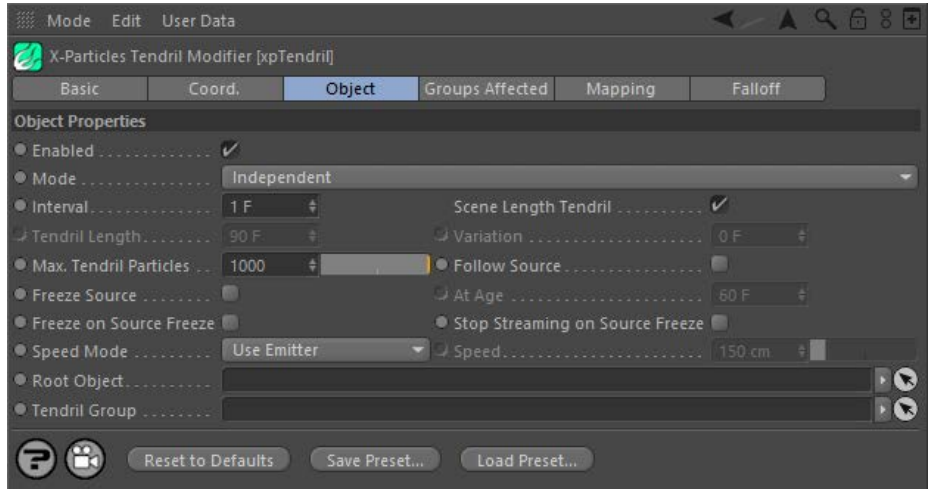 Mode Edit User Data
X-Particles Tendril Modifier [xpTendril]
Basic Coord. Object Groups Affected Mapping Falloff
Object Properties
Enabled . . . . . . . . . . . . .
Mode . . . . . . . . . . . . . . . Independent
Interval. . . . . . . . . . . . . . 1 F Scene Length Tendril . . . . . . . . . .
Tendril Length. . . . . . . . 90 F Variation . . . . . . . . . . . . . . . . . . . . 0 F
Max. Tendril Particles . . 1000 Follow Source. . . . . . . . . . . . . . .
Freeze Source . . . . . . . . At Age . . . . . . . . . . . . . . . . . . . . . . 60 F
Freeze on Source Freeze Stop Streaming on Source Freeze
Speed Mode . . . . . . . . . Use Emitter Speed. . . . . . . . . . . . . . . . . . . . . . . 150 cm
Root Object. . . . . . . . . .
Tendril Group . . . . . . . .
? Reset to Defaults Save Preset... Load Preset...